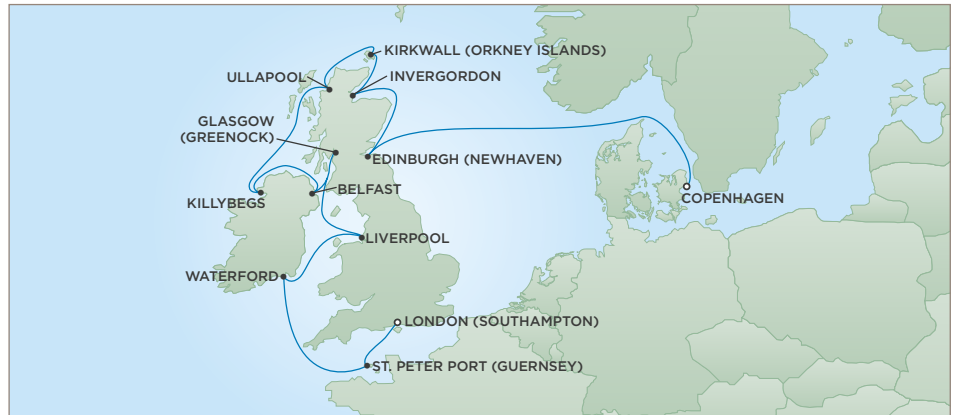 KIRKWALL (ORKNEY ISLANDS)
ULLAPOOL
INVERGORDON
GLASGOW
(GREENOCK)
EDINBURGH (NEWHAVEN)
BELFAST
KILLYBEGS
COPENHAGEN
LIVERPOOL
WATERFORD
LONDON (SOUTHAMPTON)
ST. PETER PORT (GUERNSEY)